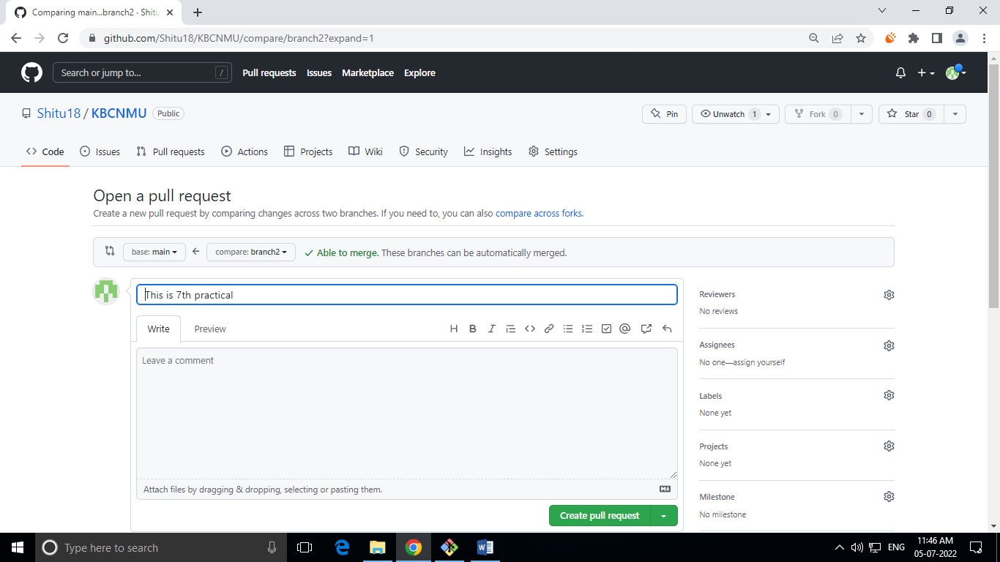 Comparing main...branch2 · Shitu
github.com/Shitu18/KBCNMU/compare/branch2?expand=1
Search or jump to... /
Pull requests Issues Marketplace Explore
Shitu18 / KBCNMU Public
Pin Unwatch 1 Fork 0 Star 0
Code Issues Pull requests Actions Projects Wiki Security Insights Settings
Open a pull request
Create a new pull request by comparing changes across two branches. If you need to, you can also compare across forks.
base: main compare: branch2 Able to merge. These branches can be automatically merged.
This is 7th practical
Write Preview
Leave a comment
Attach files by dragging & dropping, selecting or pasting them.
Create pull request
Reviewers
No reviews
Assignees
No one—assign yourself
Labels
None yet
Projects
None yet
Milestone
No milestone
Type here to search
ENG
11:46 AM
05-07-2022